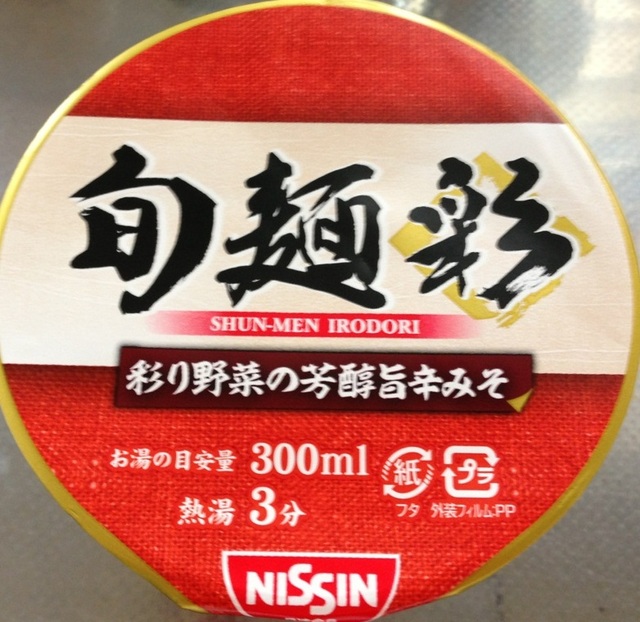 旬麺 彩
SHUN-MEN IRODORI
彩り野菜の芳醇旨辛みそ
お湯の目安量 300ml
熱湯 3分
紙 プラ
フタ 外装フィルム:PP
NISSIN